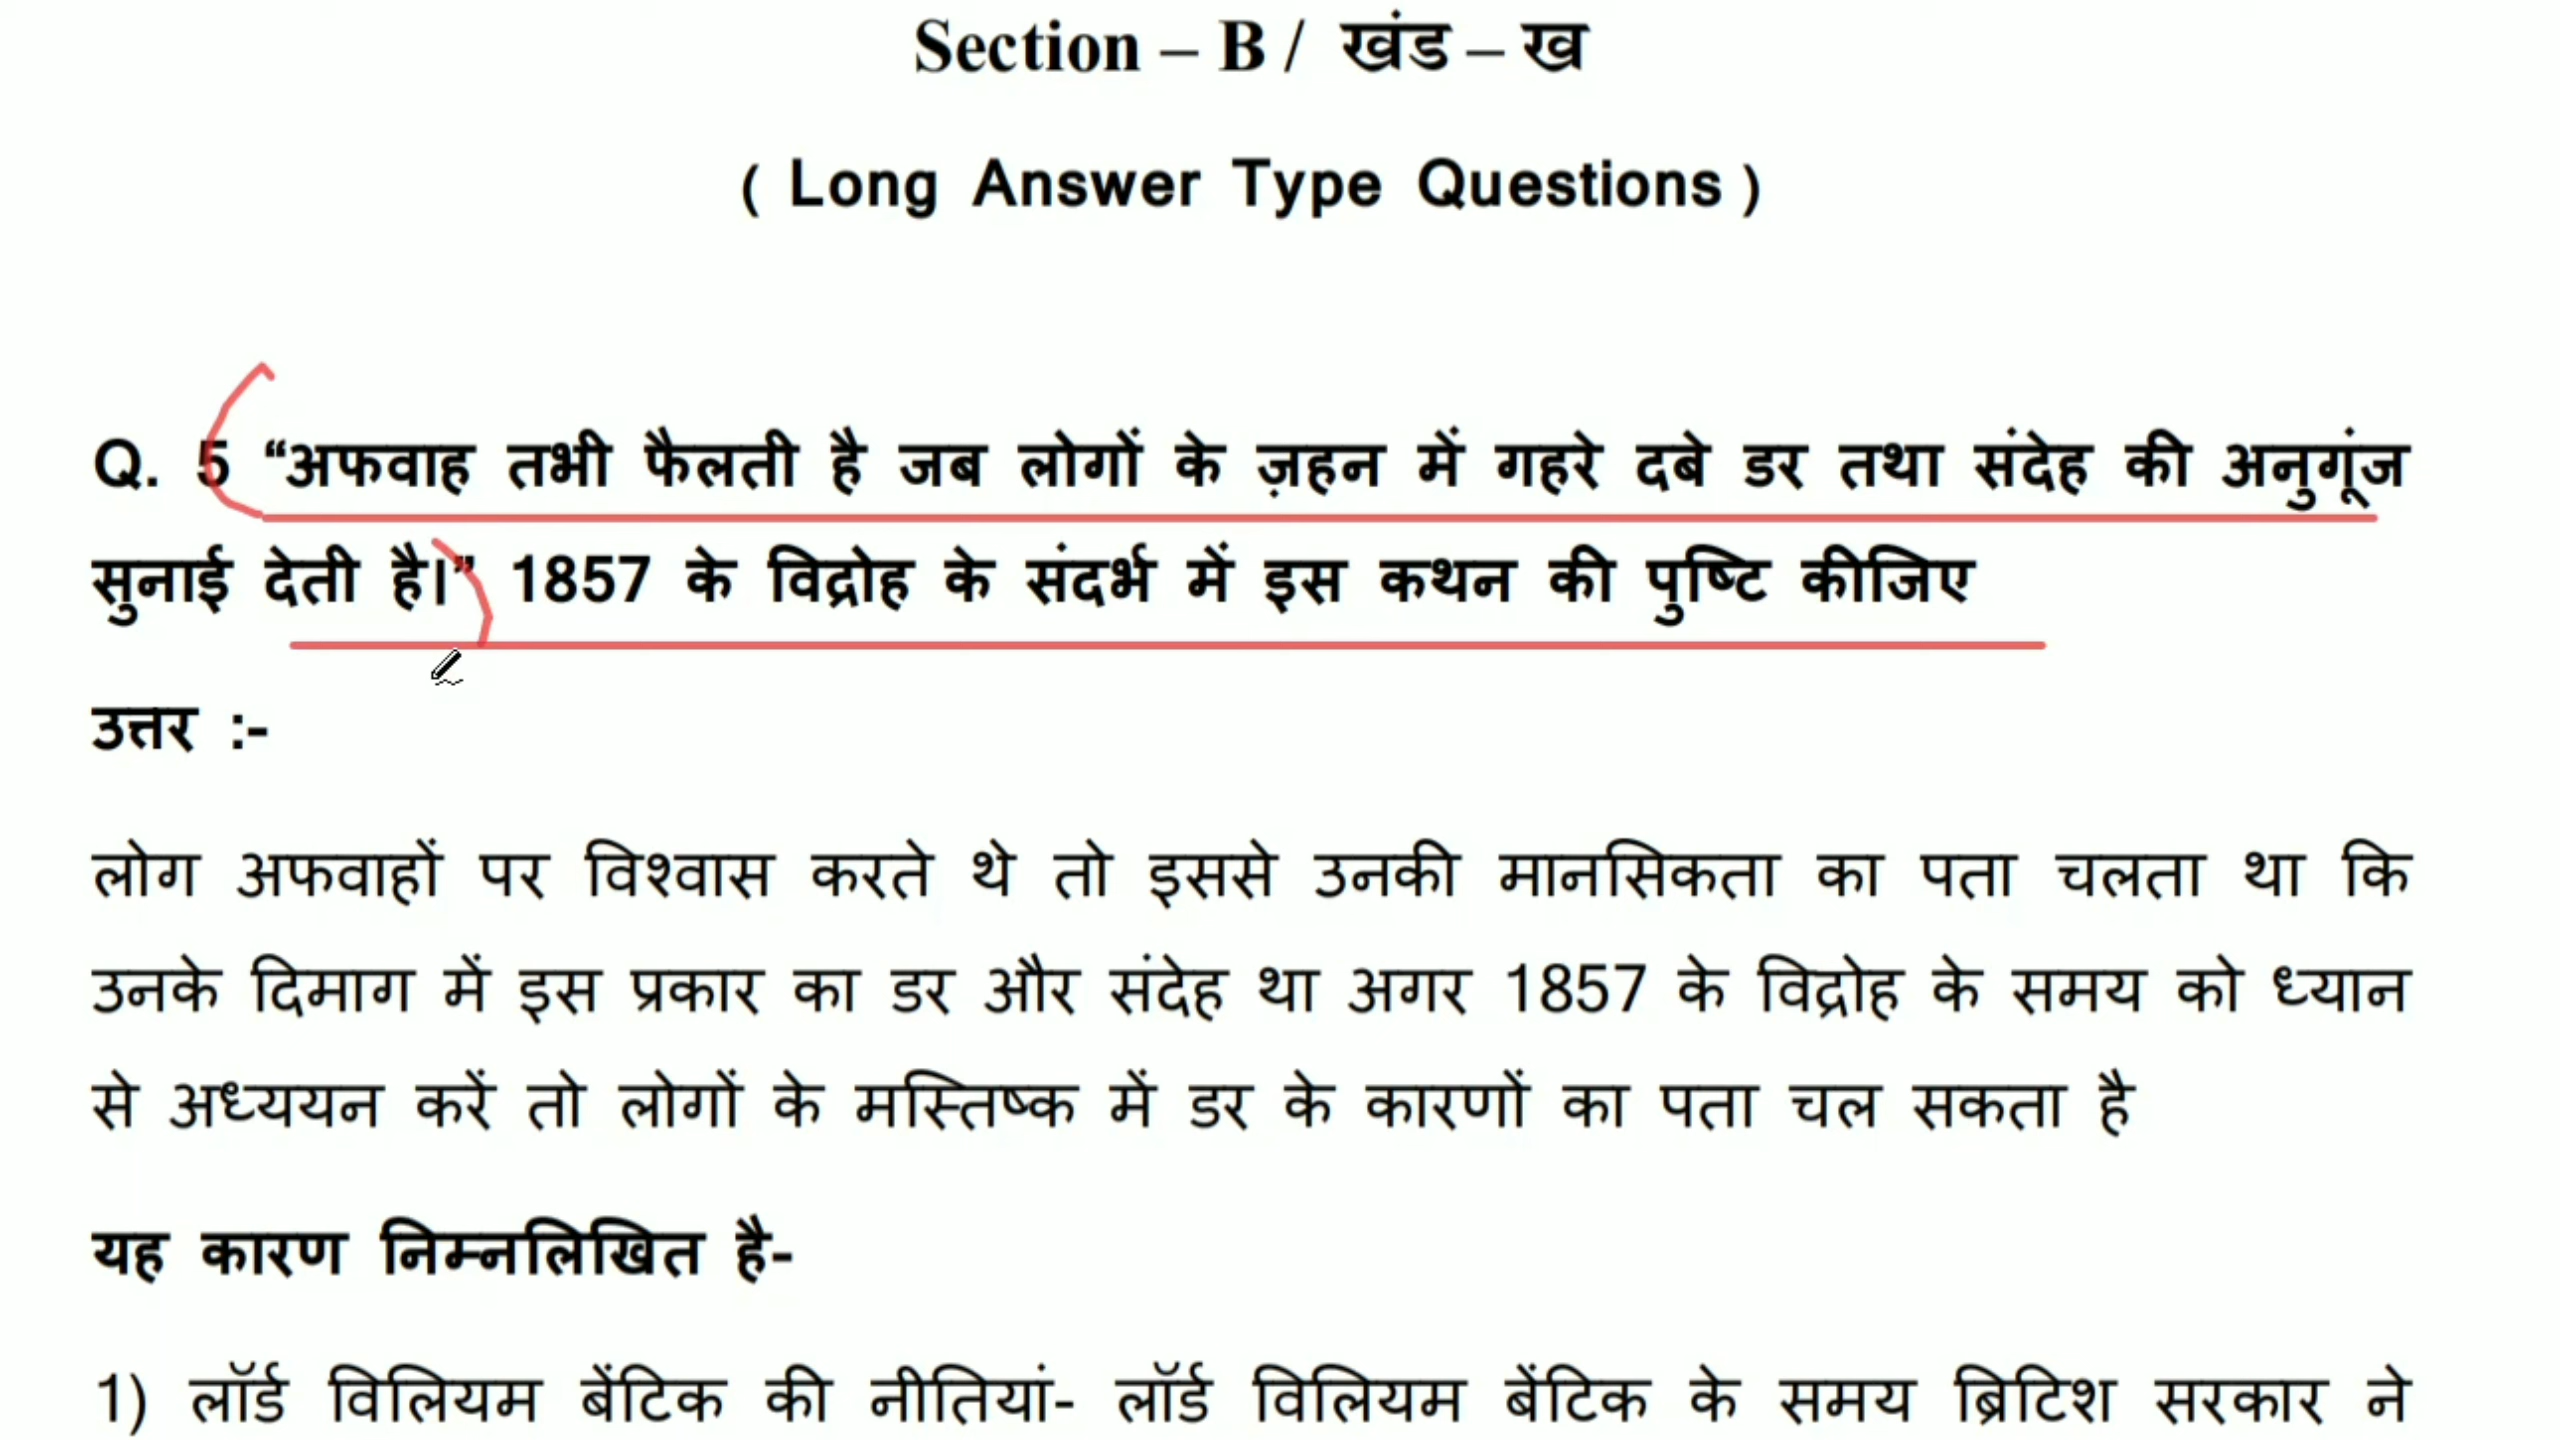 Section – B / खंड – ख
( Long Answer Type Questions )
Q. 5 “अफवाह तभी फैलती है जब लोगों के ज़हन में गहरे दबे डर तथा संदेह की अनुगूंज
सुनाई देती है।” 1857 के विद्रोह के संदर्भ में इस कथन की पुष्टि कीजिए
उत्तर :-
लोग अफवाहों पर विश्वास करते थे तो इससे उनकी मानसिकता का पता चलता था कि
उनके दिमाग में इस प्रकार का डर और संदेह था अगर 1857 के विद्रोह के समय को ध्यान
से अध्ययन करें तो लोगों के मस्तिष्क में डर के कारणों का पता चल सकता है
यह कारण निम्नलिखित है-
1) लॉर्ड विलियम बेंटिक की नीतियां- लॉर्ड विलियम बेंटिक के समय ब्रिटिश सरकार ने